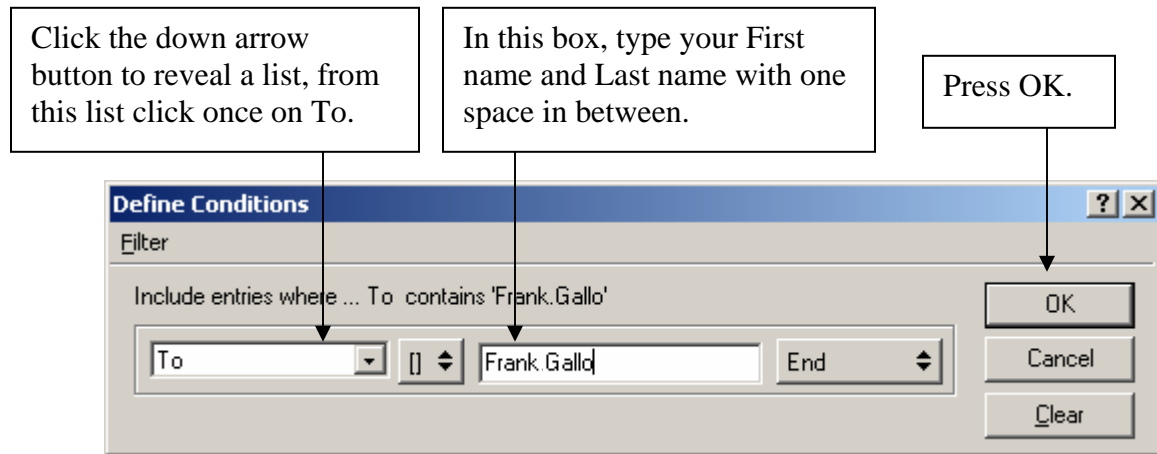 Click the down arrow
button to reveal a list, from
this list click once on To.
In this box, type your First
name and Last name with one
space in between.
Press OK.
Define Conditions
Filter
Include entries where ... To contains 'Frank.Gallo'
To
[]
Frank.Gallo
End
OK
Cancel
Clear